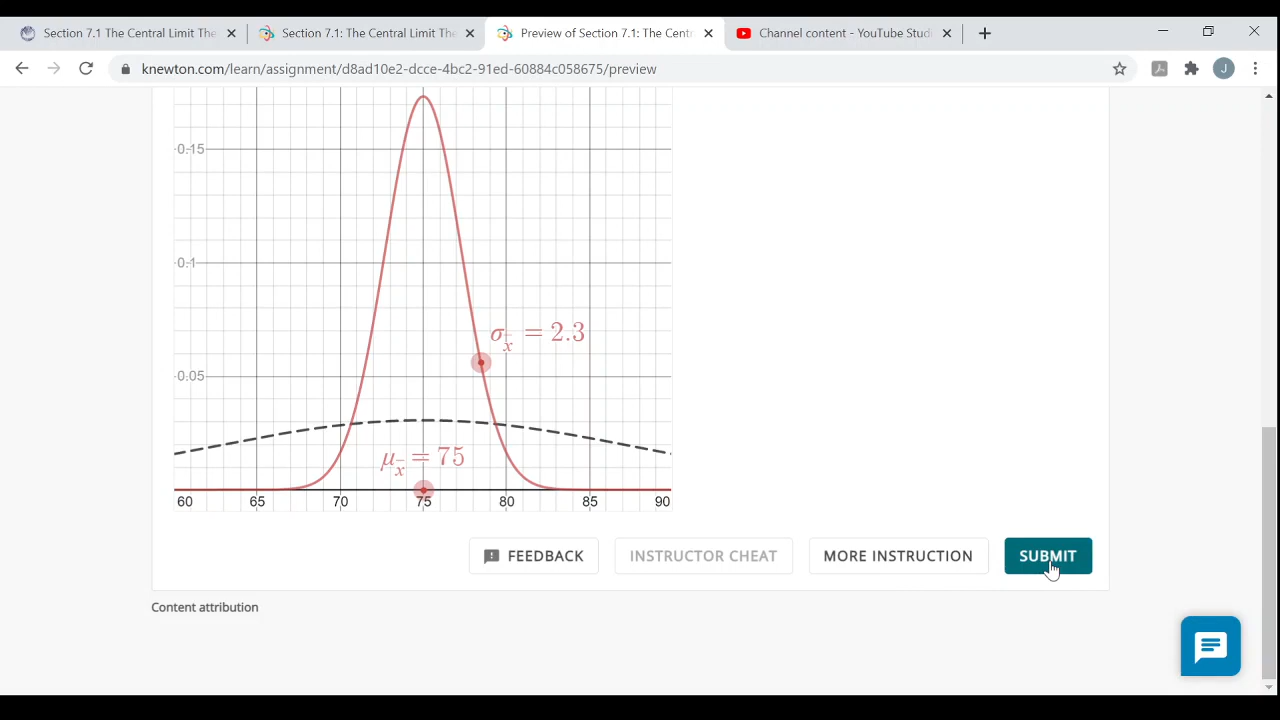 Section 7.1 The Central Limit The
Section 7.1: The Central Limit The
Preview of Section 7.1: The Centr
Channel content - YouTube Studi
knewton.com/learn/assignment/d8ad10e2-dcce-4bc2-91ed-60884c058675/preview
J
0.15
0.1
σx̄ = 2.3
0.05
μx̄ = 75
60 65 70 75 80 85 90
FEEDBACK
INSTRUCTOR CHEAT
MORE INSTRUCTION
SUBMIT
Content attribution